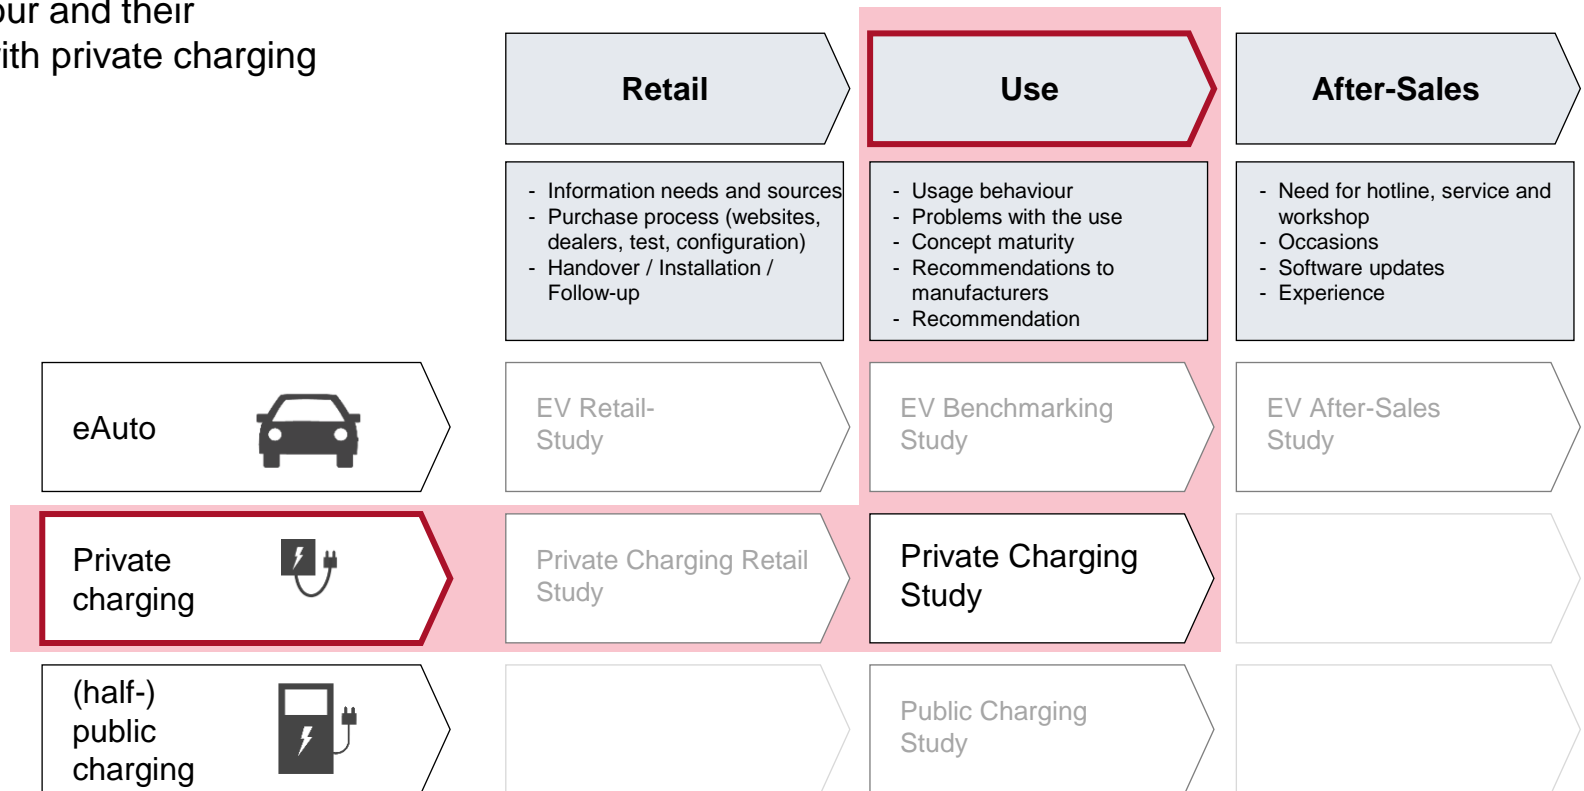 our and their
with private charging
Retail
Use
After-Sales
- Information needs and sources
- Purchase process (websites,
dealers, test, configuration)
- Handover / Installation /
Follow-up
- Usage behaviour
- Problems with the use
- Concept maturity
- Recommendations to
manufacturers
- Recommendation
- Need for hotline, service and
workshop
- Occasions
- Software updates
- Experience
eAuto
EV Retail-
Study
EV Benchmarking
Study
EV After-Sales
Study
Private
charging
Private Charging Retail
Study
Private Charging
Study
(half-)
public
charging
Public Charging
Study